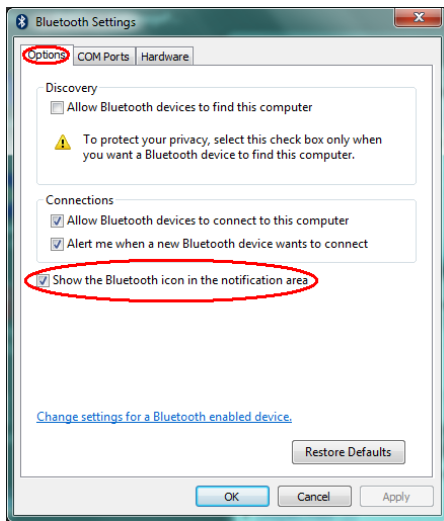 Bluetooth Settings
Options COM Ports Hardware
Discovery
Allow Bluetooth devices to find this computer
To protect your privacy, select this check box only when
you want a Bluetooth device to find this computer.
Connections
Allow Bluetooth devices to connect to this computer
Alert me when a new Bluetooth device wants to connect
Show the Bluetooth icon in the notification area
Change settings for a Bluetooth enabled device.
Restore Defaults
OK Cancel Apply